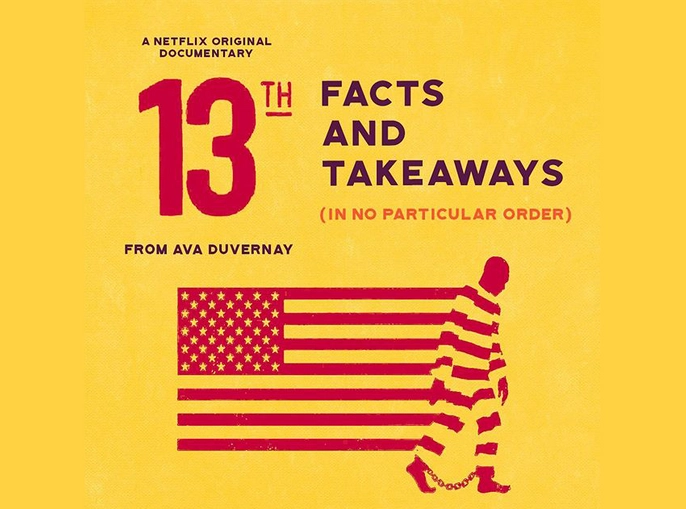 A NETFLIX ORIGINAL
DOCUMENTARY
13TH
FROM AVA DUVERNAY
FACTS
AND
TAKEAWAYS
(IN NO PARTICULAR ORDER)